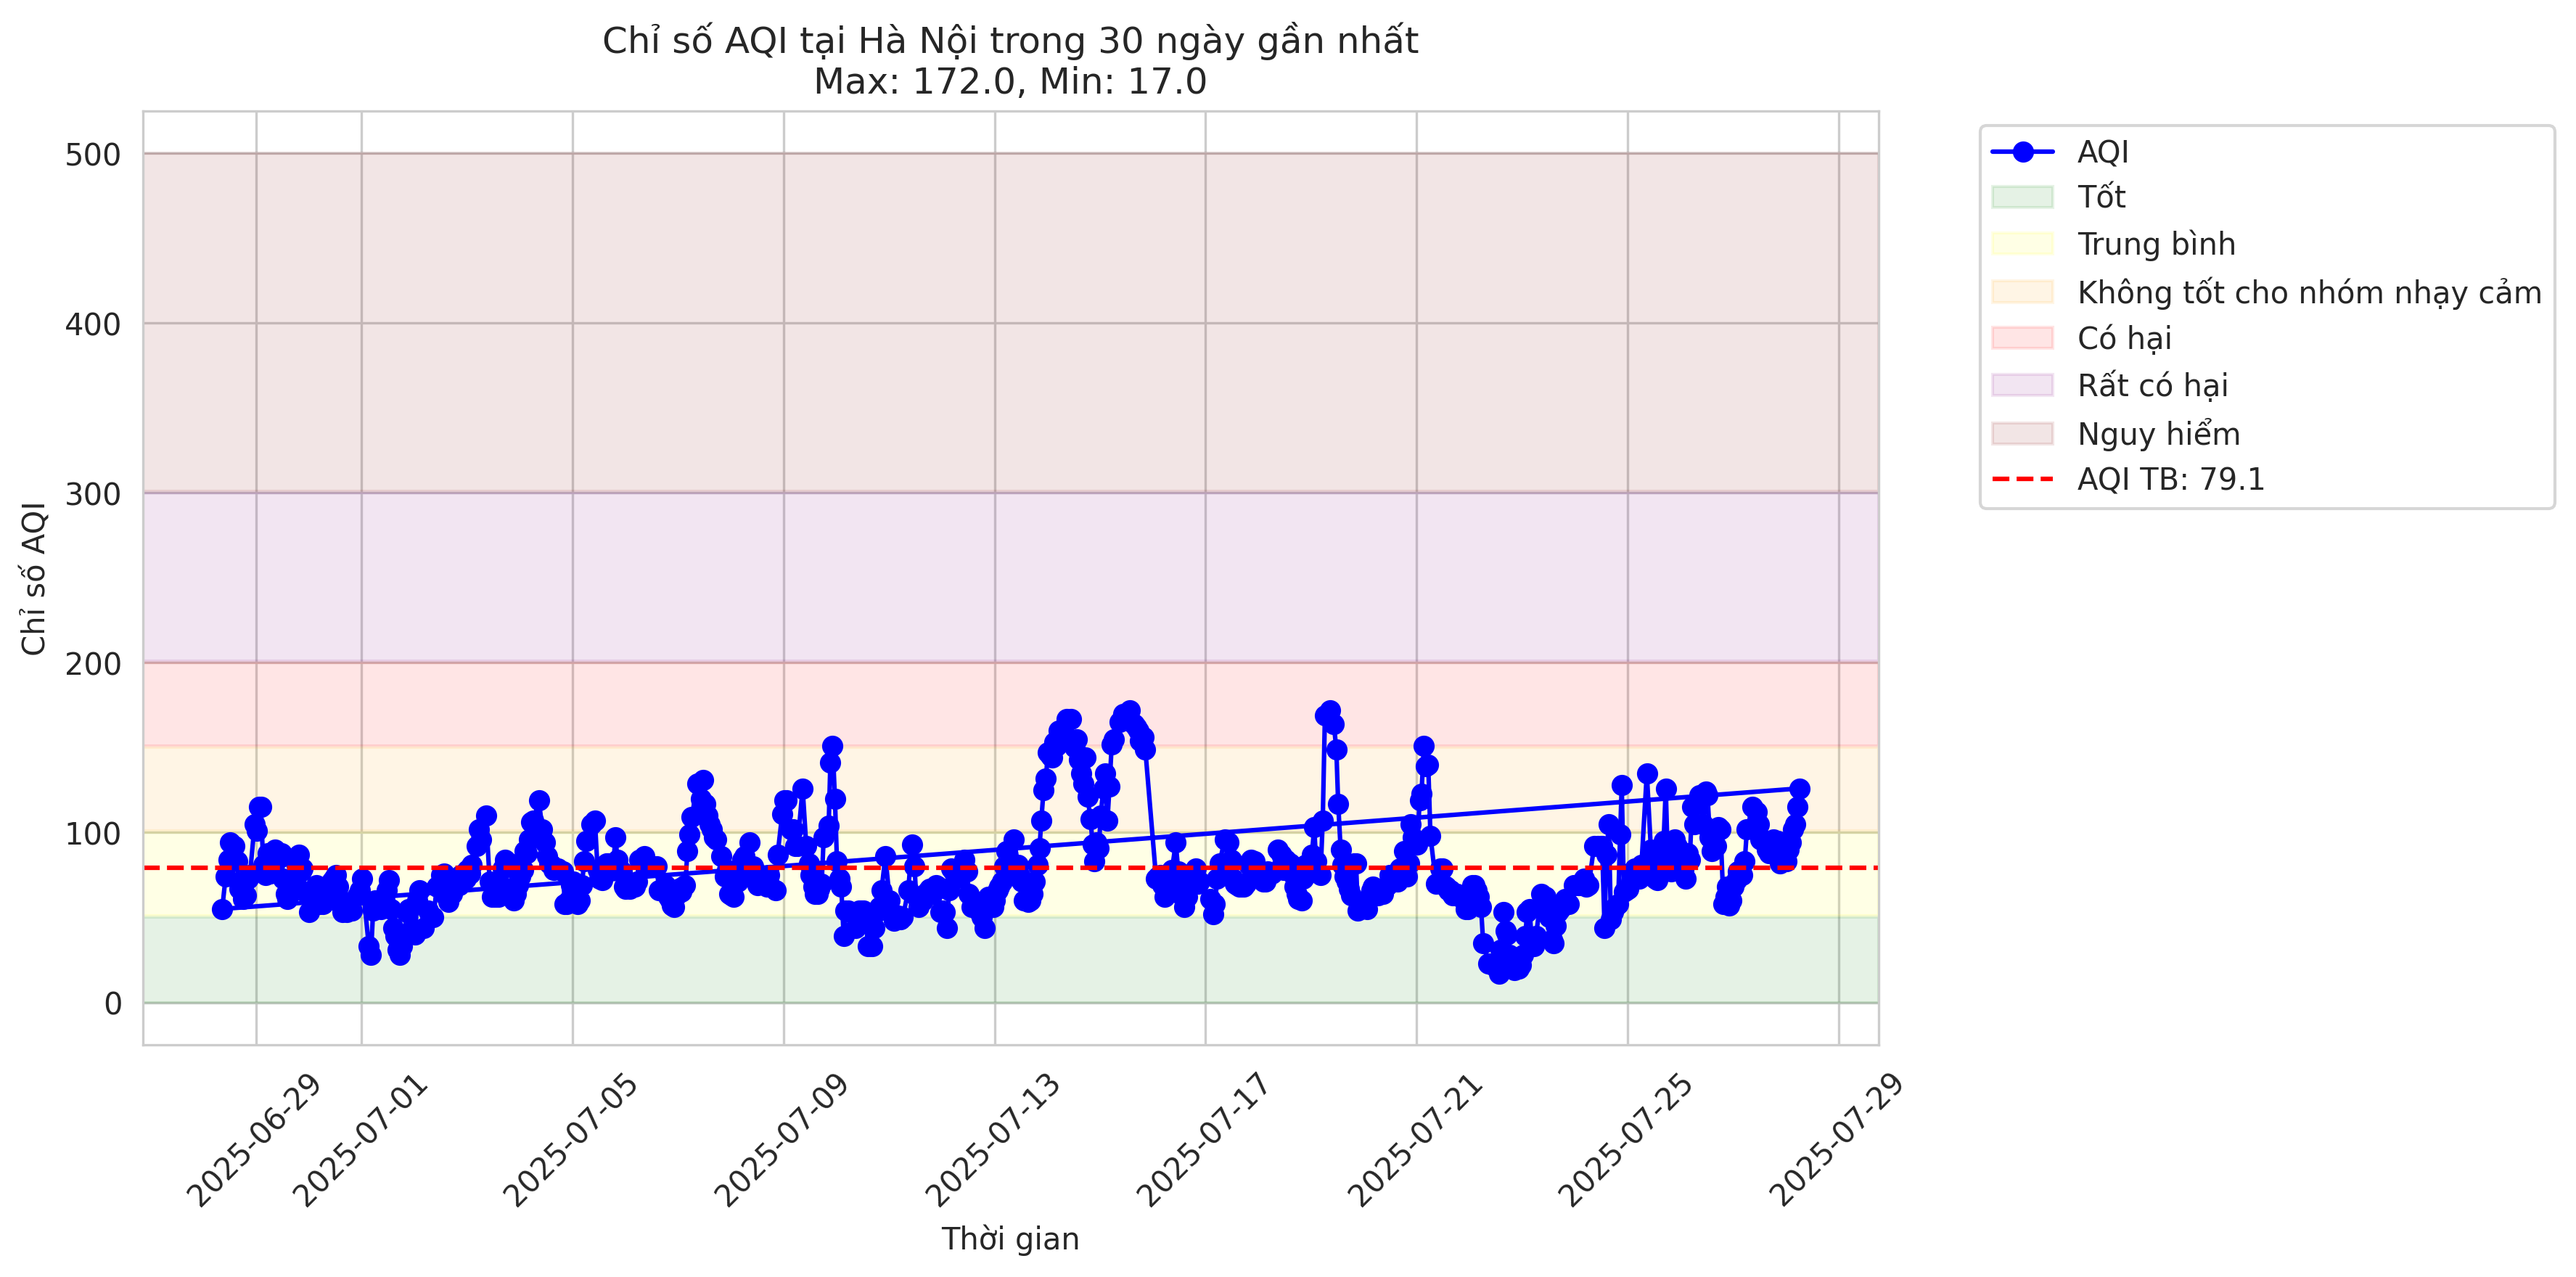 Chỉ số AQI tại Hà Nội trong 30 ngày gần nhất
Max: 172.0, Min: 17.0
Chỉ số AQI
500
400
300
200
100
0
2025-06-29
2025-07-01
2025-07-05
2025-07-09
2025-07-13
2025-07-17
2025-07-21
2025-07-25
2025-07-29
Thời gian
AQI
Tốt
Trung bình
Không tốt cho nhóm nhạy cảm
Có hại
Rất có hại
Nguy hiểm
AQI TB: 79.1